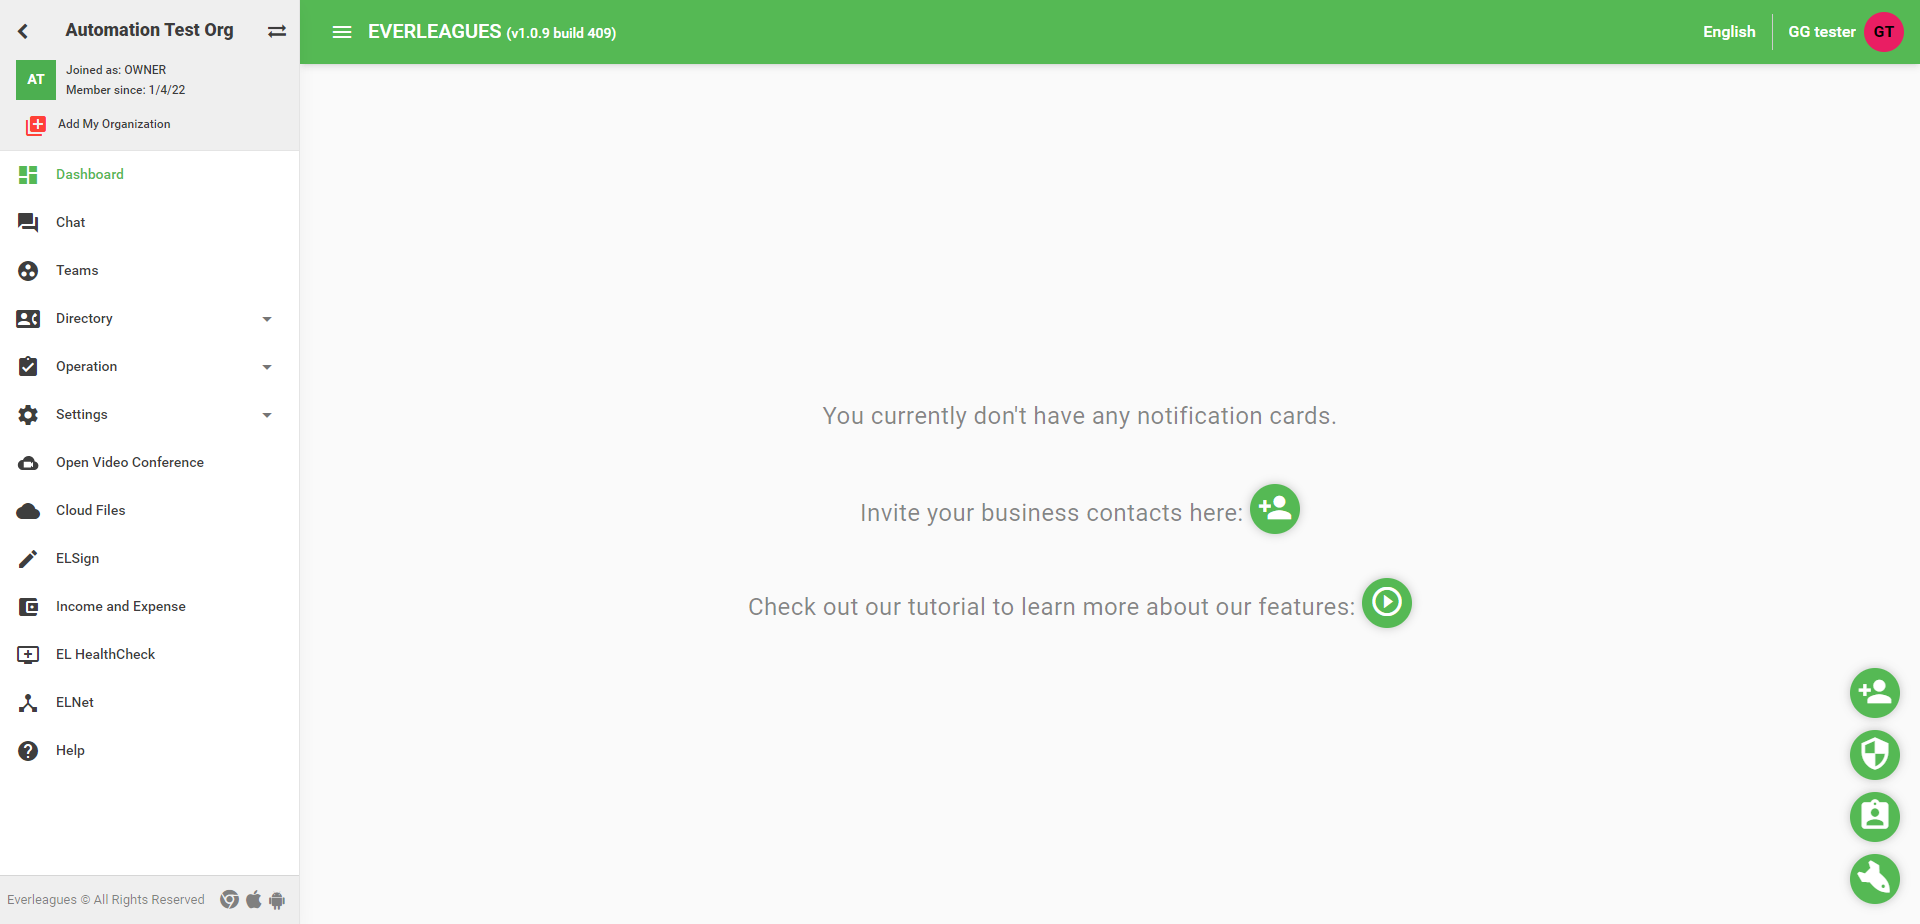 Automation Test Org
AT
Joined as: OWNER
Member since: 1/4/22
Add My Organization
Dashboard
Chat
Teams
Directory
Operation
Settings
Open Video Conference
Cloud Files
ELSign
Income and Expense
EL HealthCheck
ELNet
Help
Everleagues © All Rights Reserved
EVERLEAGUES (v1.0.9 build 409)
English
GG tester
GT
You currently don't have any notification cards.
Invite your business contacts here:
Check out our tutorial to learn more about our features: